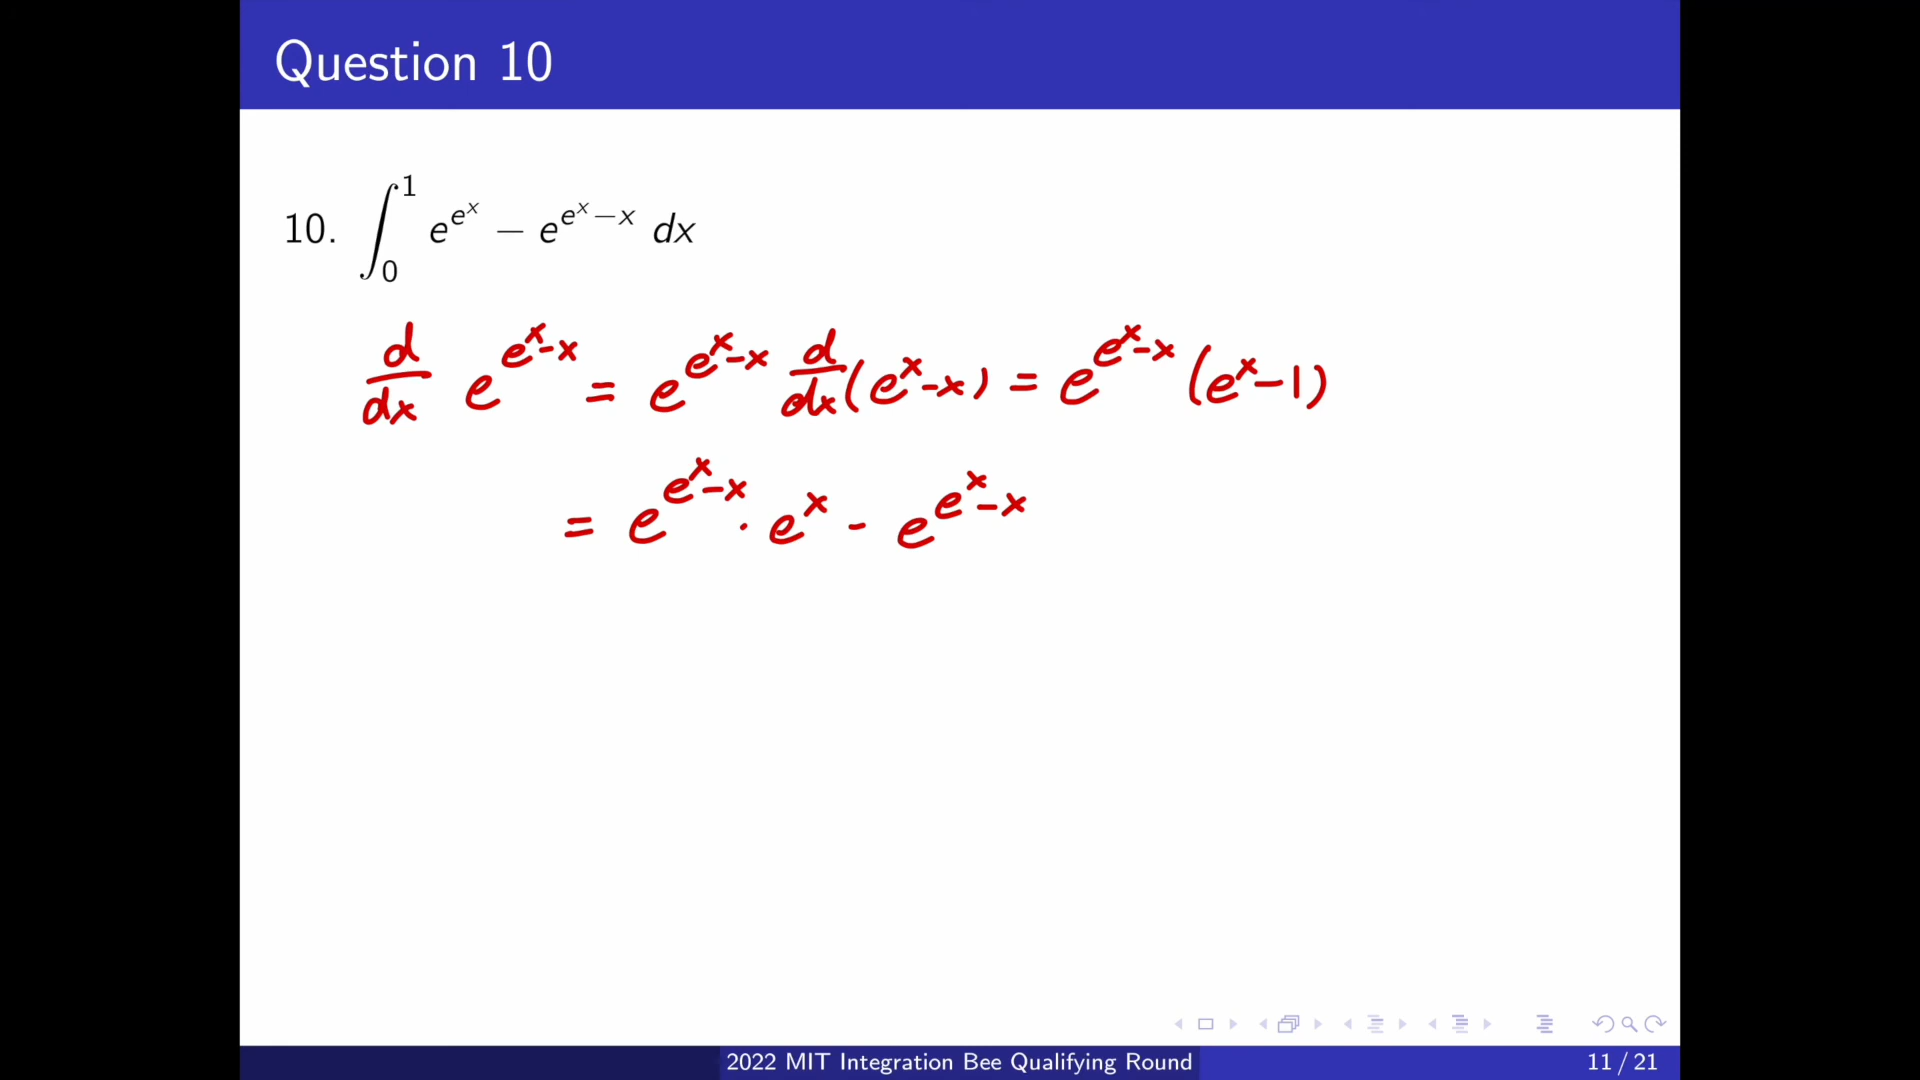 Question 10
10. ∫₀¹ e^{e^x} − e^{e^x−x} dx
d/dx e^{e^x−x} = e^{e^x−x} d/dx (e^x−x) = e^{e^x−x} (e^x−1)
= e^{e^x−x} · e^x − e^{e^x−x}
2022 MIT Integration Bee Qualifying Round
11 / 21